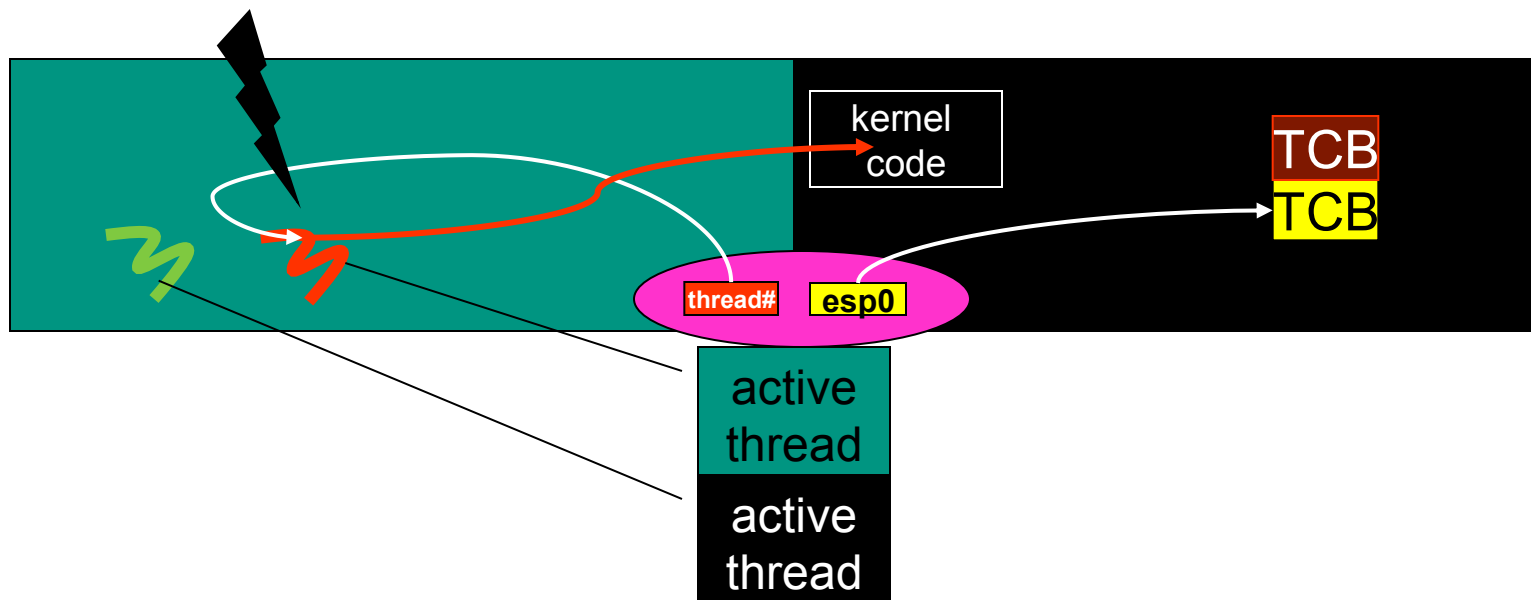 kernel
code
TCB
TCB
thread#
esp0
active
thread
active
thread